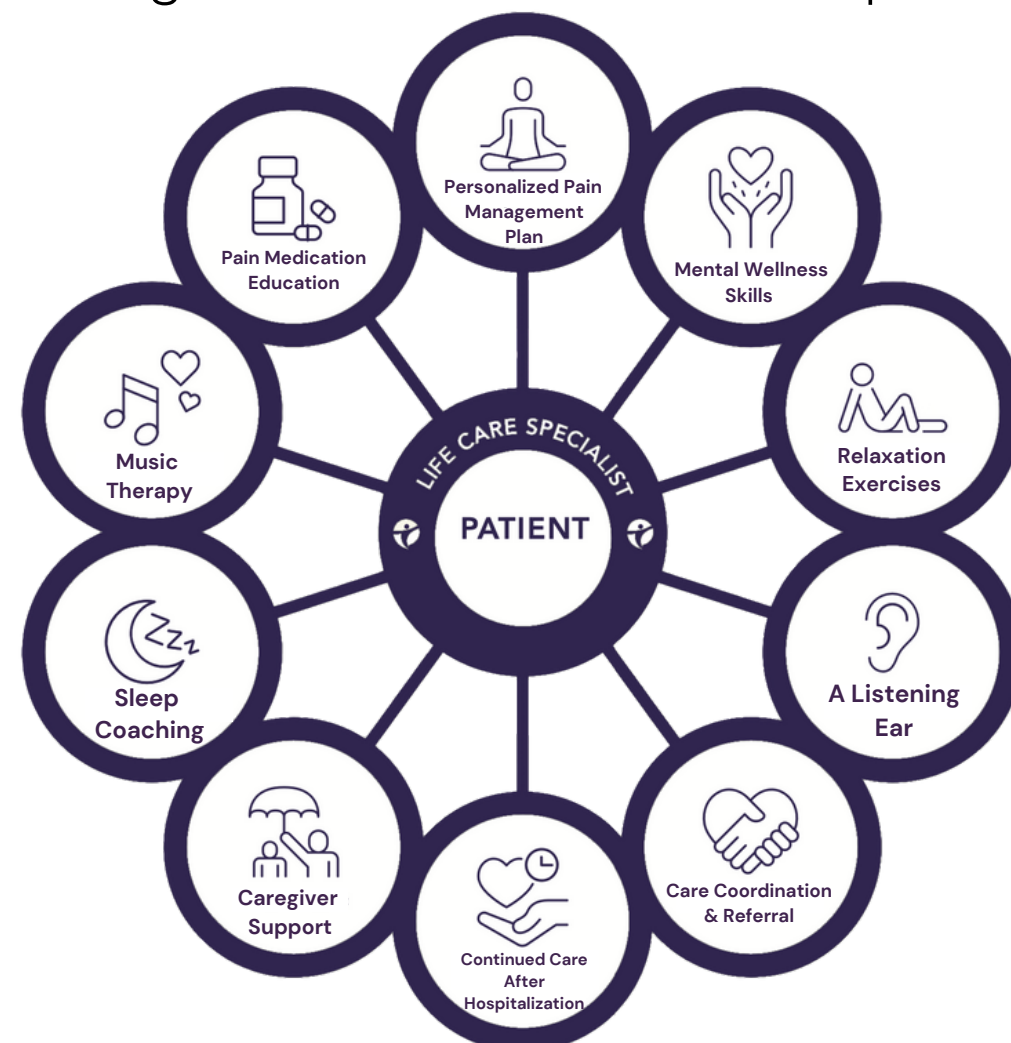 Personalized Pain
Management
Plan
Mental Wellness
Skills
Relaxation
Exercises
A Listening
Ear
Care Coordination
& Referral
Continued Care
After
Hospitalization
Caregiver
Support
Sleep
Coaching
Zzzz
Music
Therapy
Pain Medication
Education
LIFE CARE SPECIALIST
PATIENT